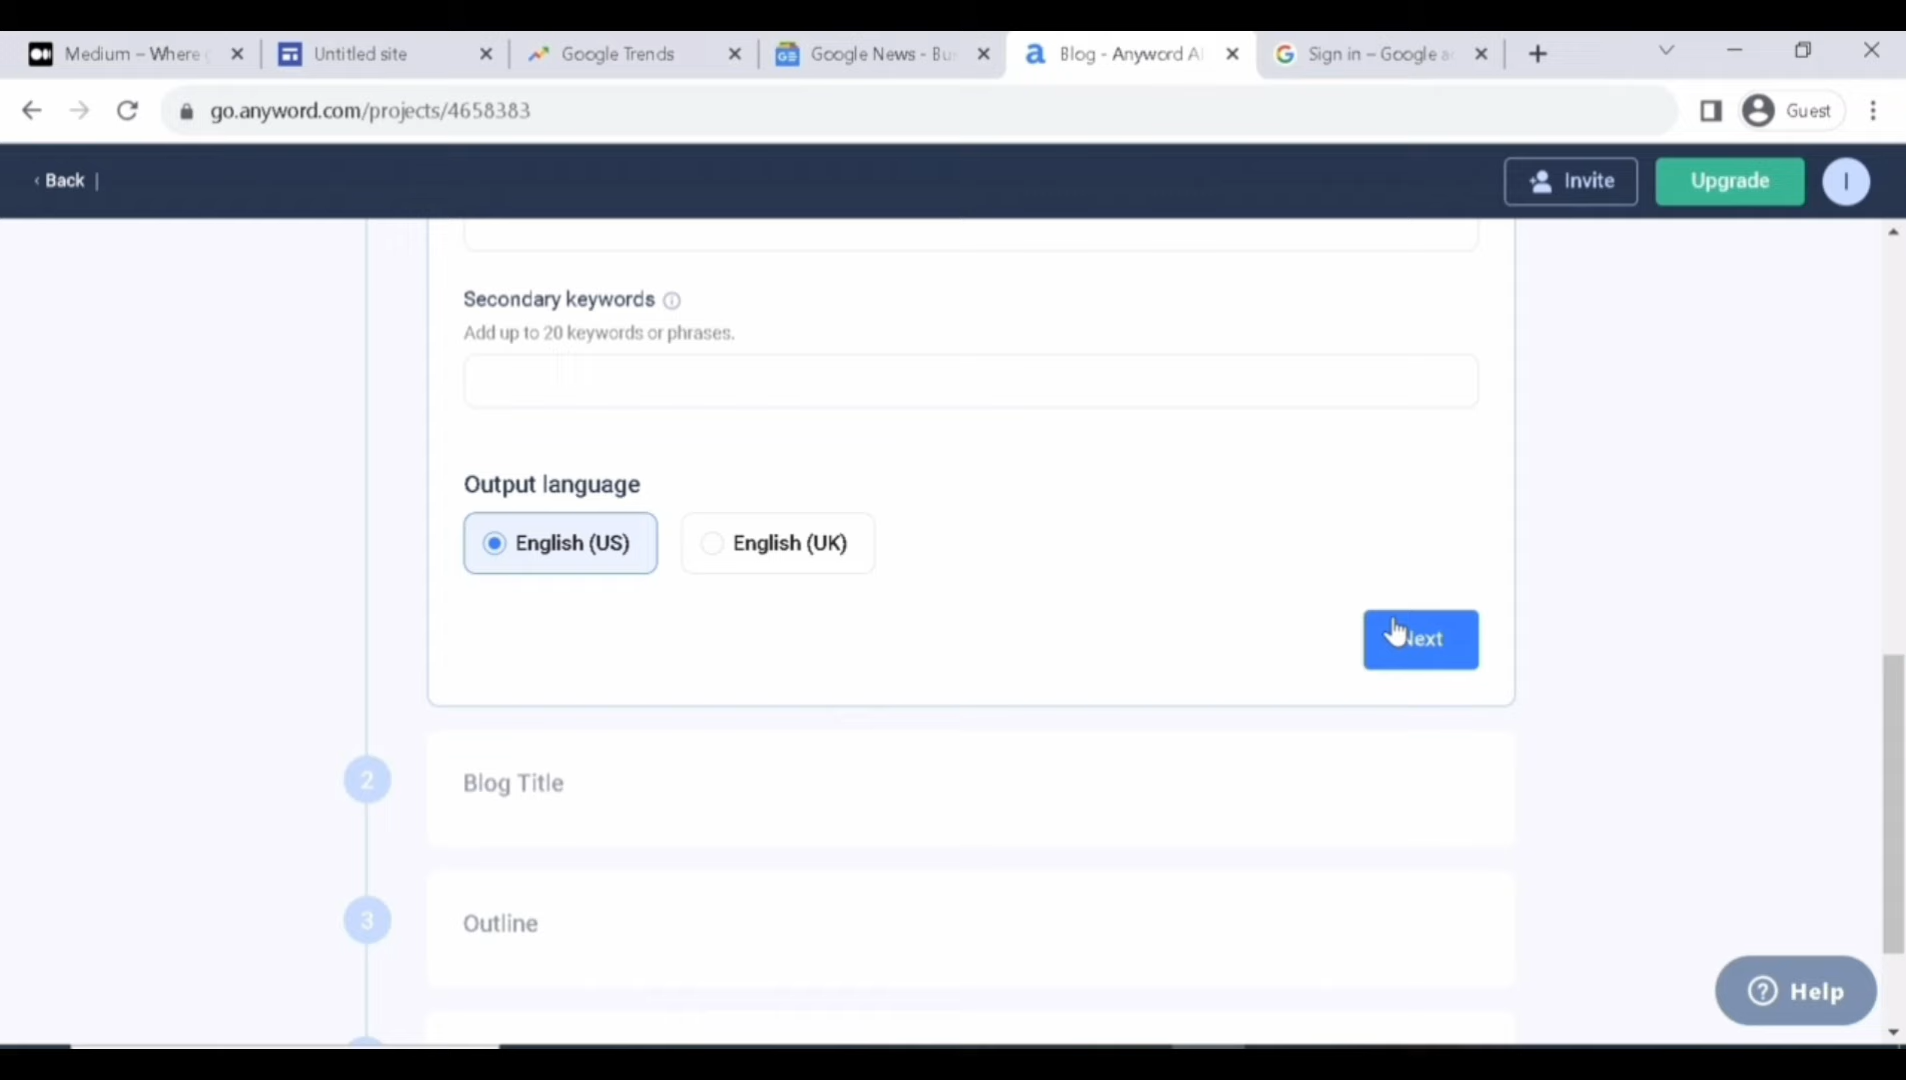 Medium – Where
Untitled site
Google Trends
Google News - Bus
Blog - Anyword AI
Sign in – Google a
go.anyword.com/projects/4658383
Guest
‹ Back |
Invite
Upgrade
I
Secondary keywords
Add up to 20 keywords or phrases.
Output language
English (US)
English (UK)
Next
2
Blog Title
3
Outline
? Help